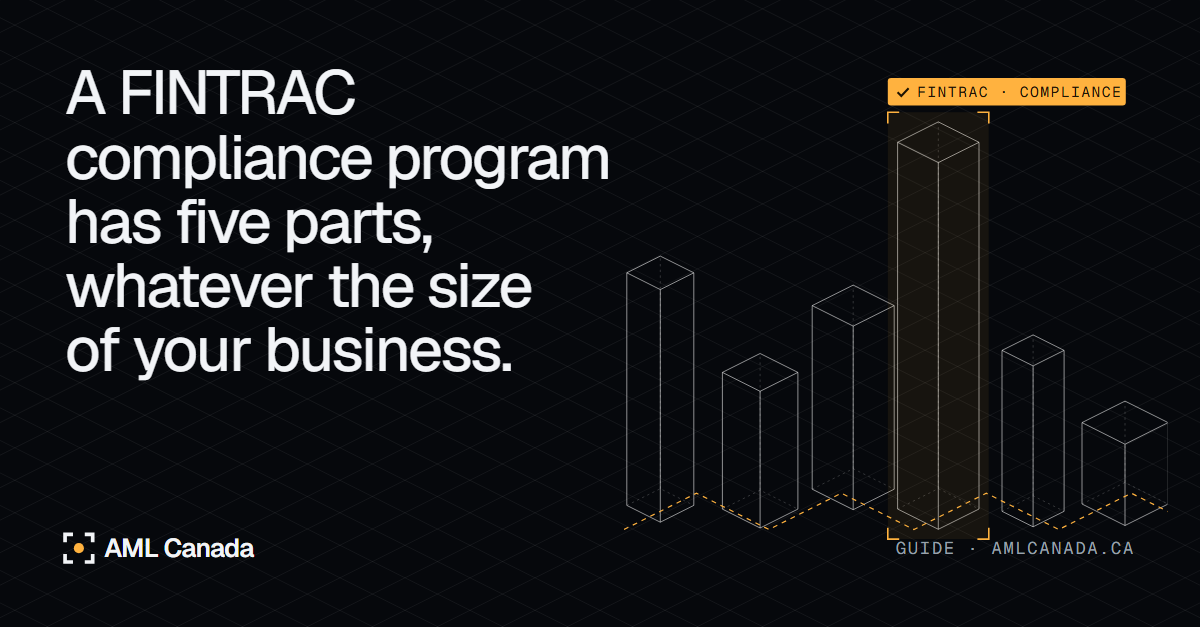 A FINTRAC
compliance program
has five parts,
whatever the size
of your business.
FINTRAC · COMPLIANCE
AML Canada
GUIDE · AMLCANADA.CA